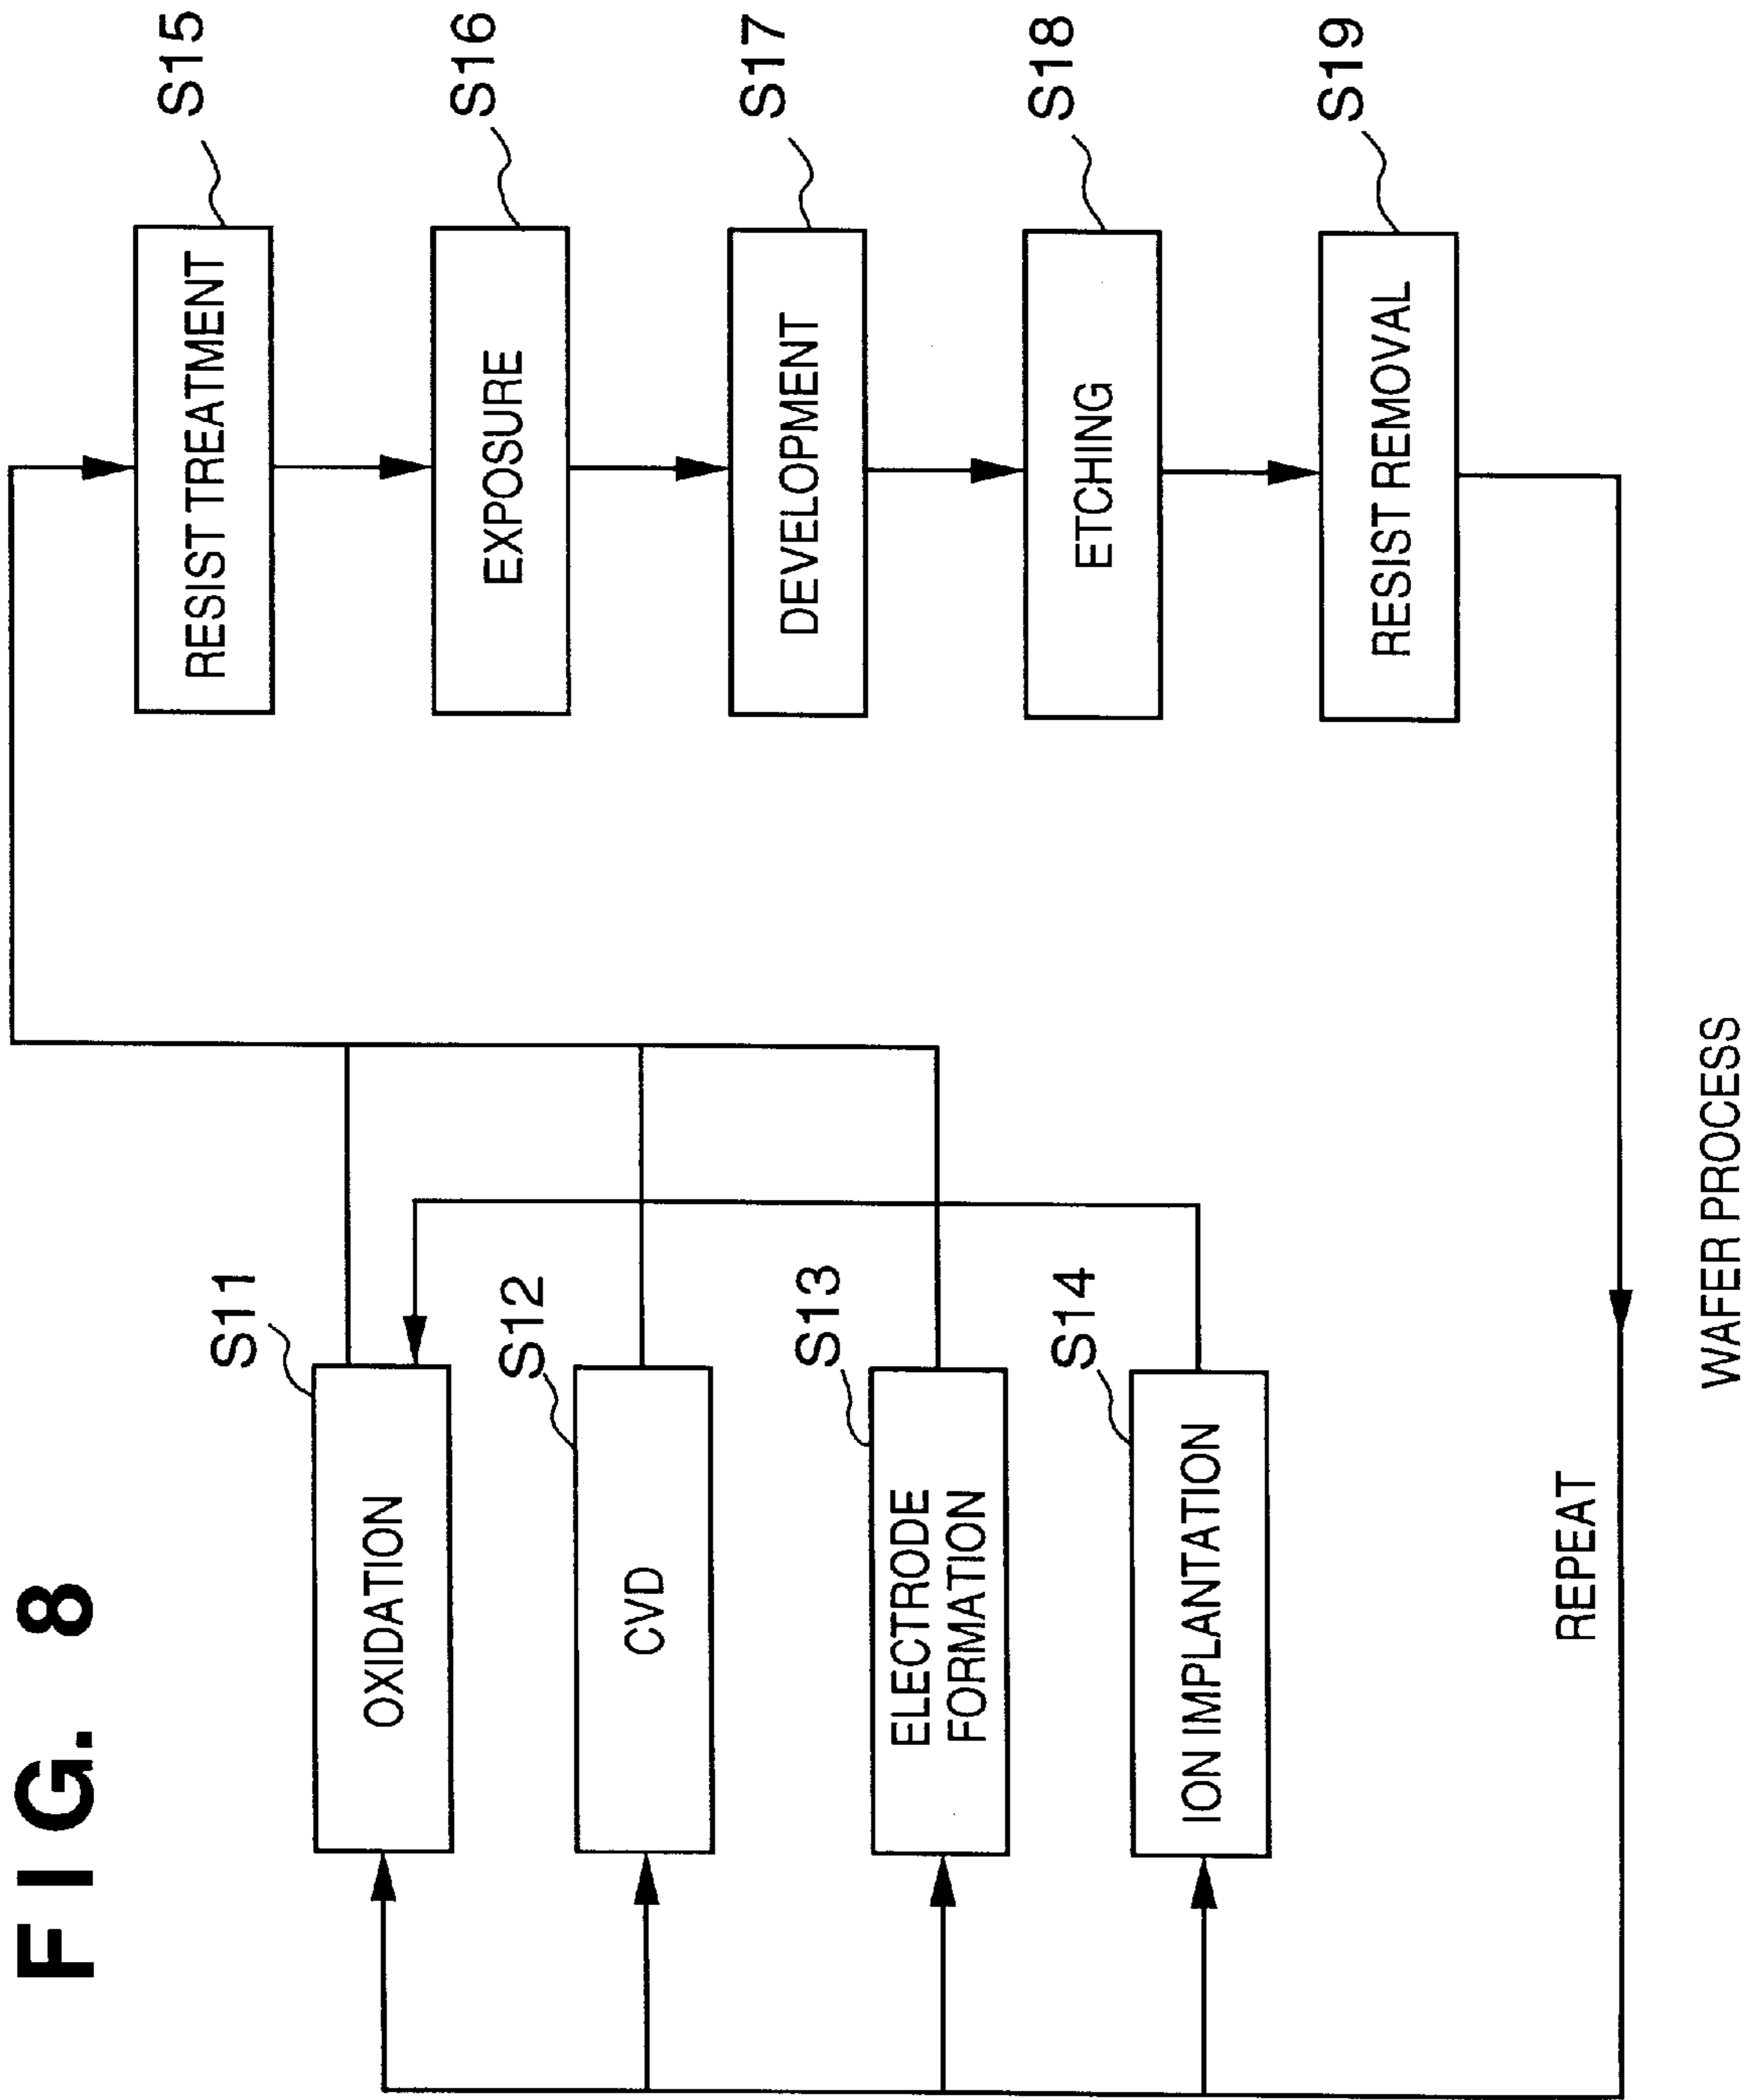 FIG. 8
S11
OXIDATION
S12
CVD
S13
ELECTRODE
FORMATION
S14
ION IMPLANTATION
S15
RESIST TREATMENT
S16
EXPOSURE
S17
DEVELOPMENT
S18
ETCHING
S19
RESIST REMOVAL
REPEAT
WAFER PROCESS